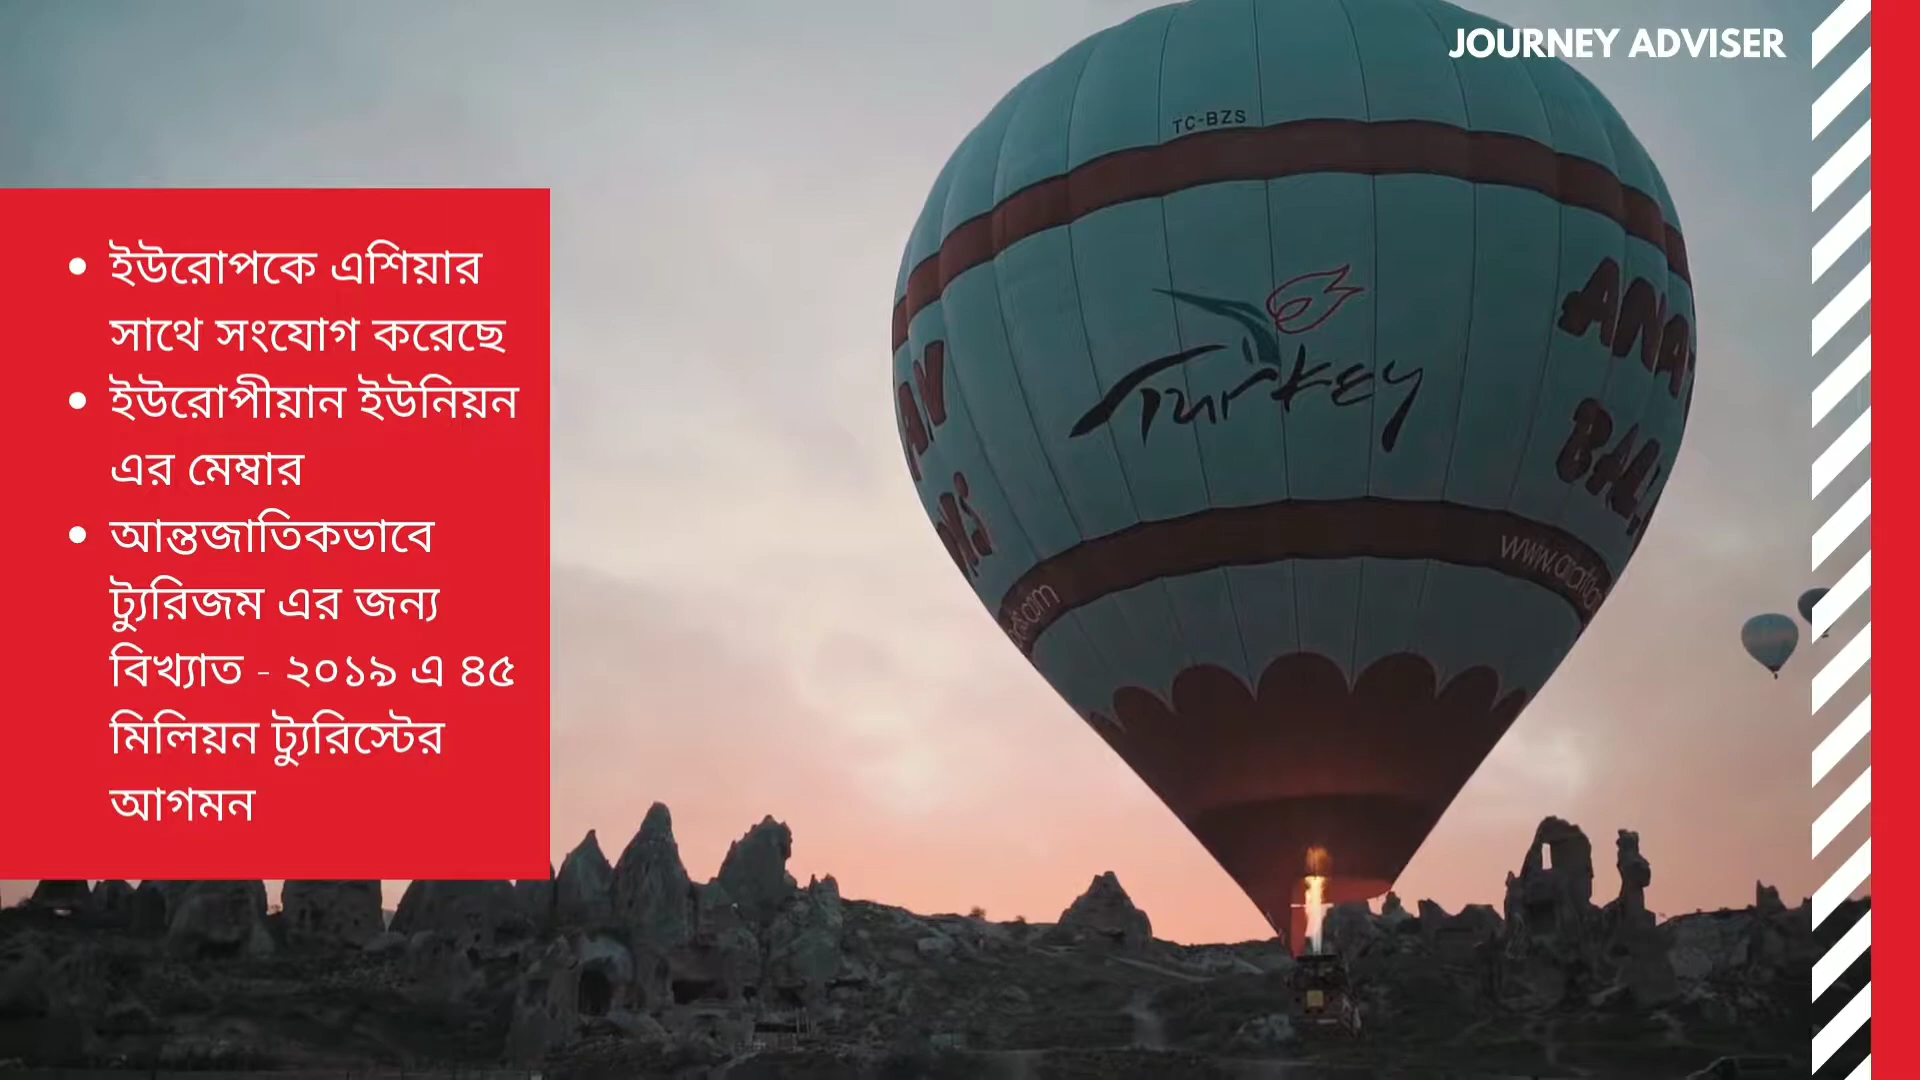 JOURNEY ADVISER
TC-BZS
ইউরোপকে এশিয়ার
সাথে সংযোগ করেছে
ইউরোপীয়ান ইউনিয়ন
এর মেম্বার
আন্তজাতিকভাবে
ট্যুরিজম এর জন্য
বিখ্যাত - ২০১৯ এ ৪৫
মিলিয়ন ট্যুরিস্টের
আগমন
Turkey